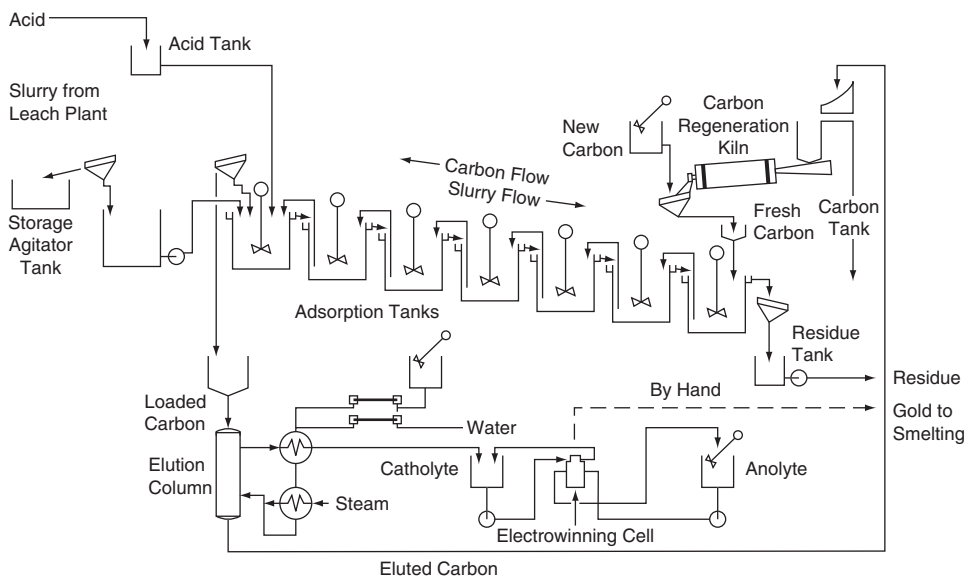 Acid
Acid Tank
Slurry from
Leach Plant
Storage
Agitator
Tank
New
Carbon
Carbon
Regeneration
Kiln
Carbon Flow
Slurry Flow
Fresh
Carbon
Carbon
Tank
Adsorption Tanks
Residue
Tank
Residue
By Hand
Gold to
Smelting
Loaded
Carbon
Water
Elution
Column
Catholyte
Anolyte
Steam
Electrowinning Cell
Eluted Carbon